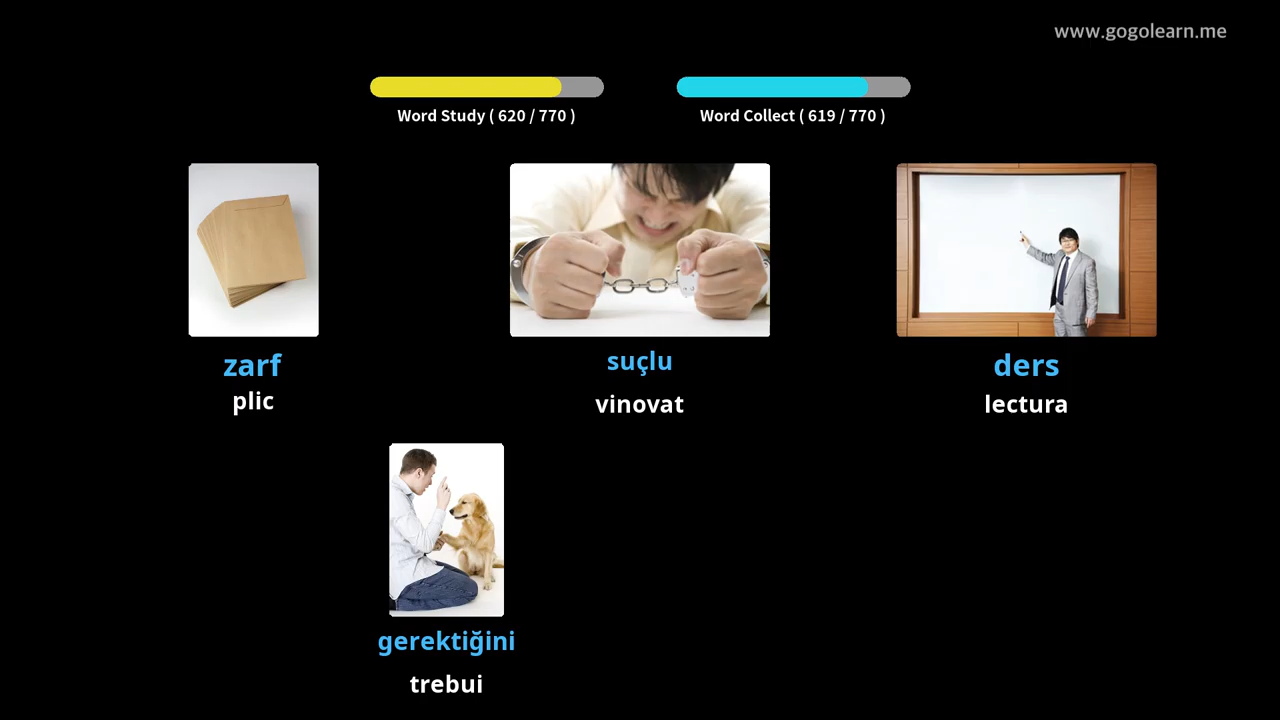 www.gogolearn.me
Word Study ( 620 / 770 )
Word Collect ( 619 / 770 )
zarf
plic
suçlu
vinovat
ders
lectura
gerektiğini
trebui